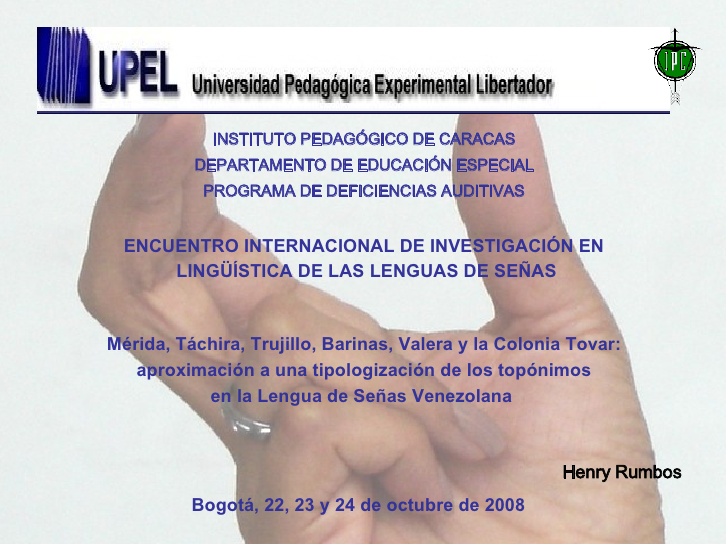 UPEL Universidad Pedagógica Experimental Libertador
IPC
INSTITUTO PEDAGÓGICO DE CARACAS
DEPARTAMENTO DE EDUCACIÓN ESPECIAL
PROGRAMA DE DEFICIENCIAS AUDITIVAS
ENCUENTRO INTERNACIONAL DE INVESTIGACIÓN EN
LINGÜÍSTICA DE LAS LENGUAS DE SEÑAS
Mérida, Táchira, Trujillo, Barinas, Valera y la Colonia Tovar:
aproximación a una tipologización de los topónimos
en la Lengua de Señas Venezolana
Henry Rumbos
Bogotá, 22, 23 y 24 de octubre de 2008